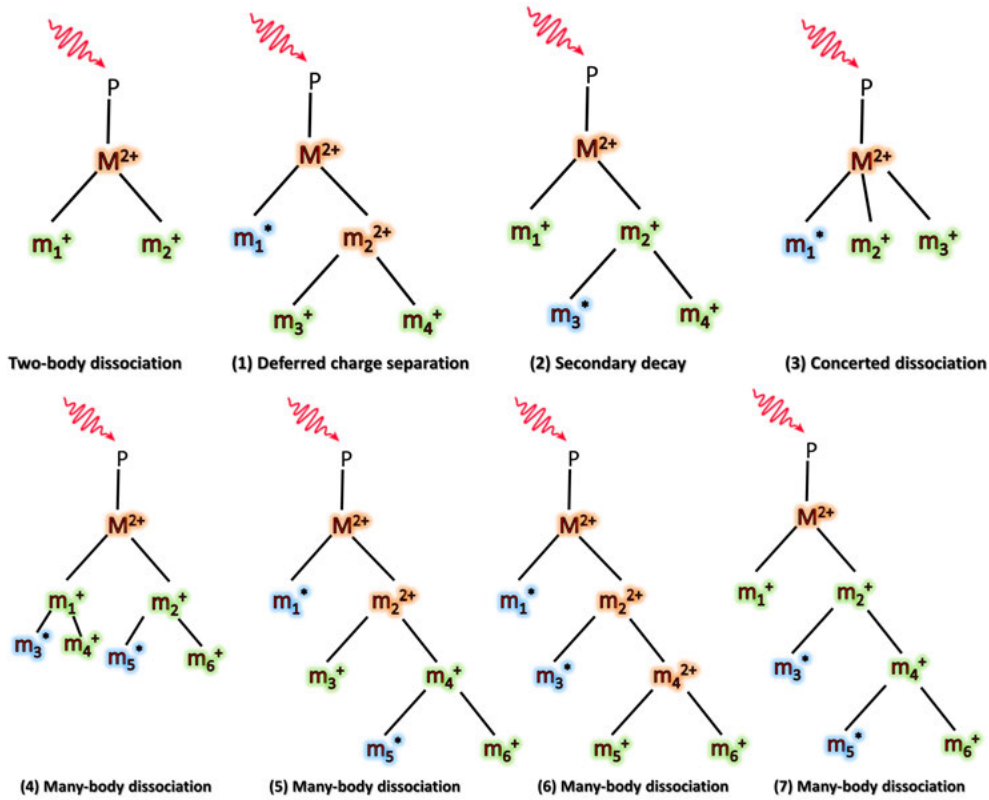 P P P P
M²⁺ M²⁺ M²⁺ M²⁺
m₁⁺ m₂⁺ m₁* m₂²⁺ m₁⁺ m₂⁺ m₁* m₂⁺ m₃⁺
m₃⁺ m₄⁺ m₃* m₄⁺
Two-body dissociation (1) Deferred charge separation (2) Secondary decay (3) Concerted dissociation
P P P P
M²⁺ M²⁺ M²⁺ M²⁺
m₁⁺ m₂⁺ m₁* m₂²⁺ m₁* m₂²⁺ m₁⁺ m₂⁺
m₃* m₄⁺ m₅* m₆⁺ m₃⁺ m₄⁺ m₃* m₄²⁺ m₃* m₄⁺
m₅* m₆⁺ m₅⁺ m₆⁺ m₅* m₆⁺
(4) Many-body dissociation (5) Many-body dissociation (6) Many-body dissociation (7) Many-body dissociation